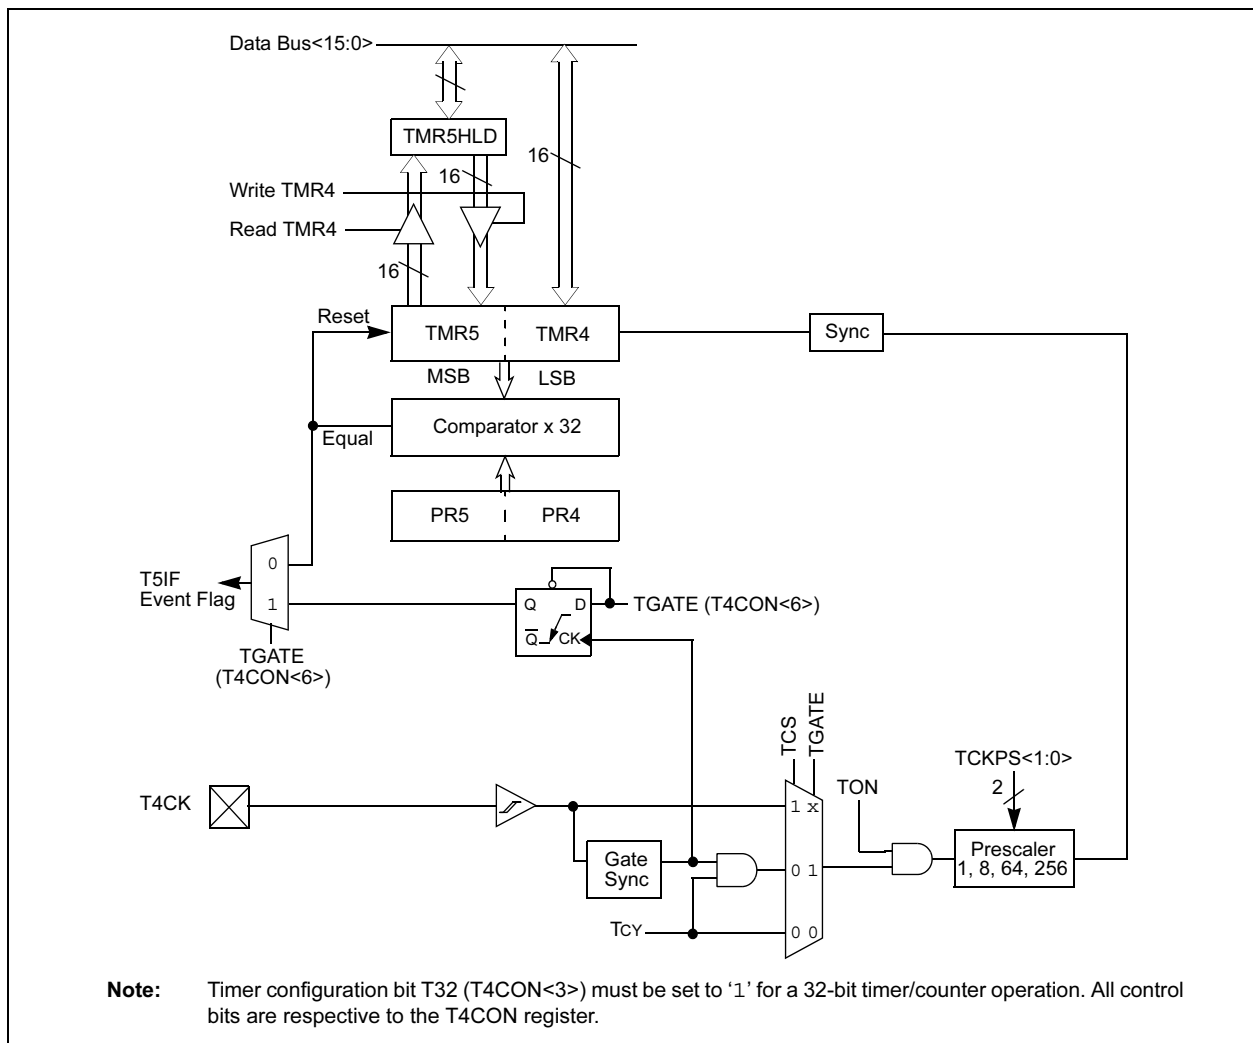 Data Bus<15:0>
TMR5HLD
16
16
Write TMR4
Read TMR4
16
Reset
TMR5
TMR4
Sync
MSB
LSB
Equal
Comparator x 32
PR5
PR4
0
T5IF
Event Flag
1
Q
D
TGATE (T4CON<6>)
Q
CK
TGATE
(T4CON<6>)
TCS
TGATE
TCKPS<1:0>
2
TON
T4CK
1 x
Gate
Sync
0 1
Prescaler
1, 8, 64, 256
TCY
0 0
Note: Timer configuration bit T32 (T4CON<3>) must be set to ‘1’ for a 32-bit timer/counter operation. All control
bits are respective to the T4CON register.